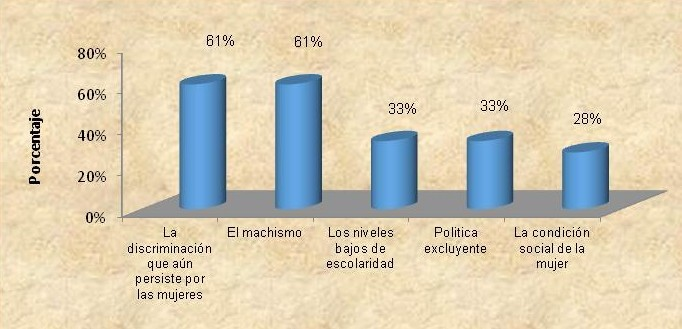 61%
61%
33%
33%
28%
80%
60%
40%
20%
0%
Porcentaje
La
discriminación
que aún
persiste por
las mujeres
El machismo
Los niveles
bajos de
escolaridad
Politica
excluyente
La condición
social de la
mujer